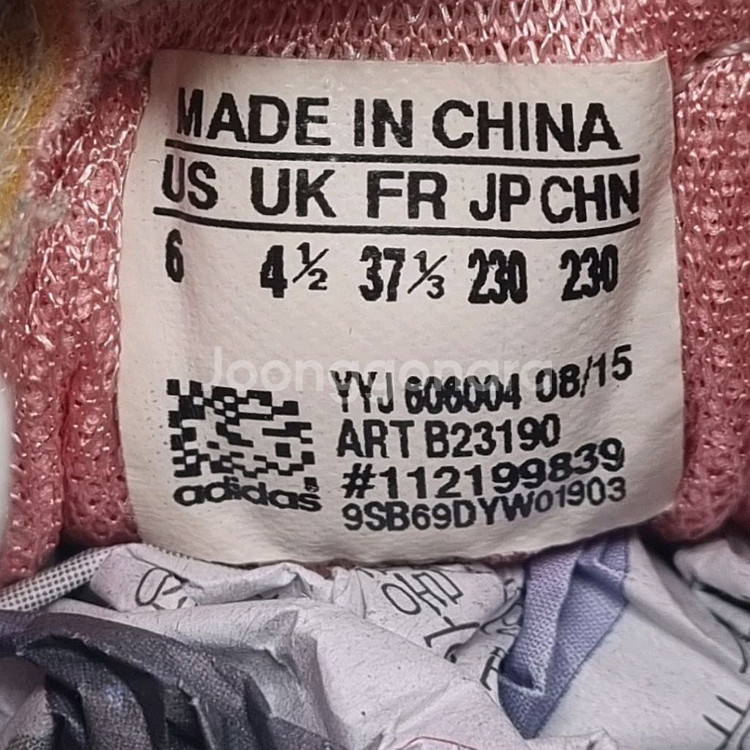 MADE IN CHINA
US UK FR JP CHN
6 4½ 37⅓ 230 230
Joonggonara
YYJ 606004 08/15
ART B23190
#112199839
adidas
9SB69DYW01903